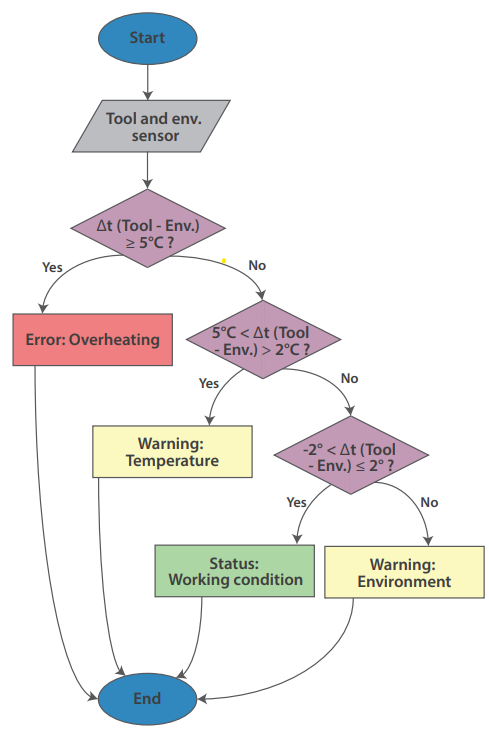 Start
Tool and env.
sensor
Δt (Tool - Env.)
≥ 5°C ?
Yes
No
Error: Overheating
5°C < Δt (Tool
- Env.) > 2°C ?
Yes
No
Warning:
Temperature
-2° < Δt (Tool
- Env.) ≤ 2° ?
Yes
No
Status:
Working condition
Warning:
Environment
End